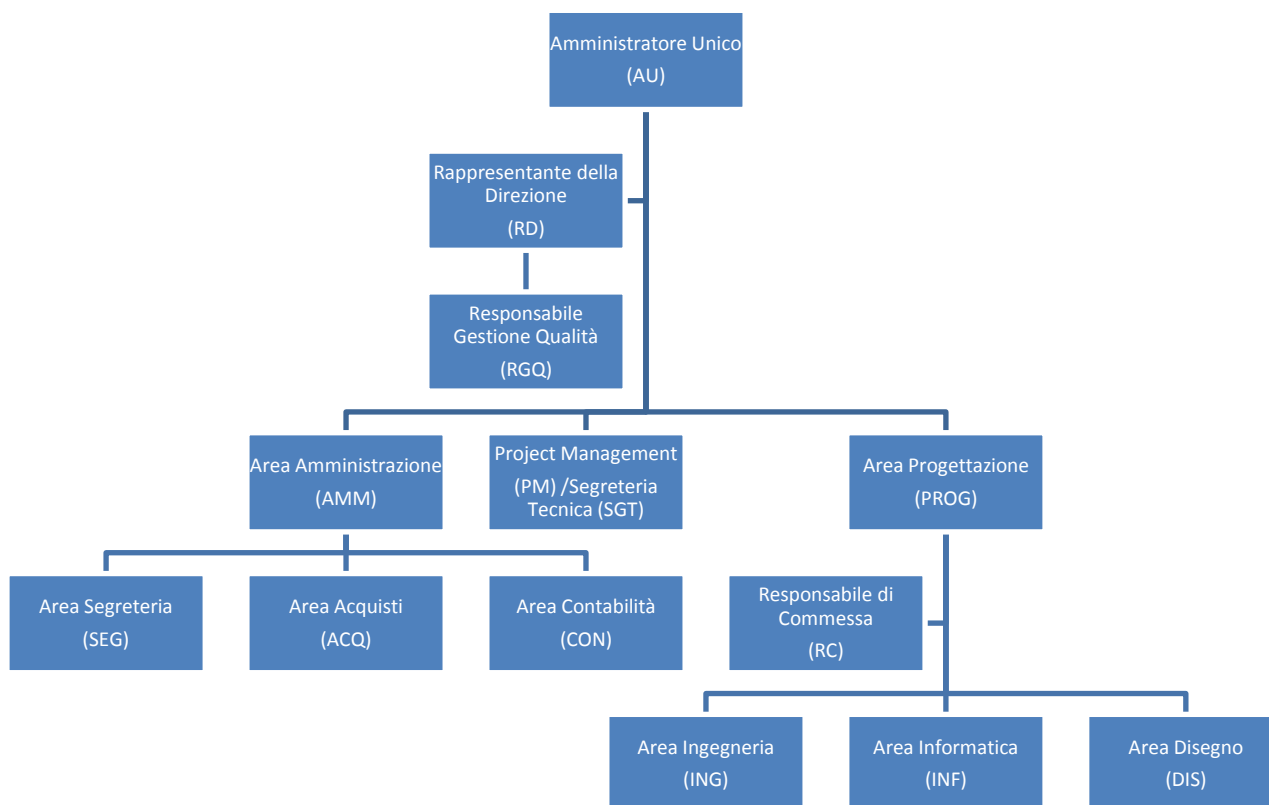 Amministratore Unico
(AU)
Rappresentante della
Direzione
(RD)
Responsabile
Gestione Qualità
(RGQ)
Area Amministrazione
(AMM)
Project Management
(PM) /Segreteria
Tecnica (SGT)
Area Progettazione
(PROG)
Area Segreteria
(SEG)
Area Acquisti
(ACQ)
Area Contabilità
(CON)
Responsabile di
Commessa
(RC)
Area Ingegneria
(ING)
Area Informatica
(INF)
Area Disegno
(DIS)